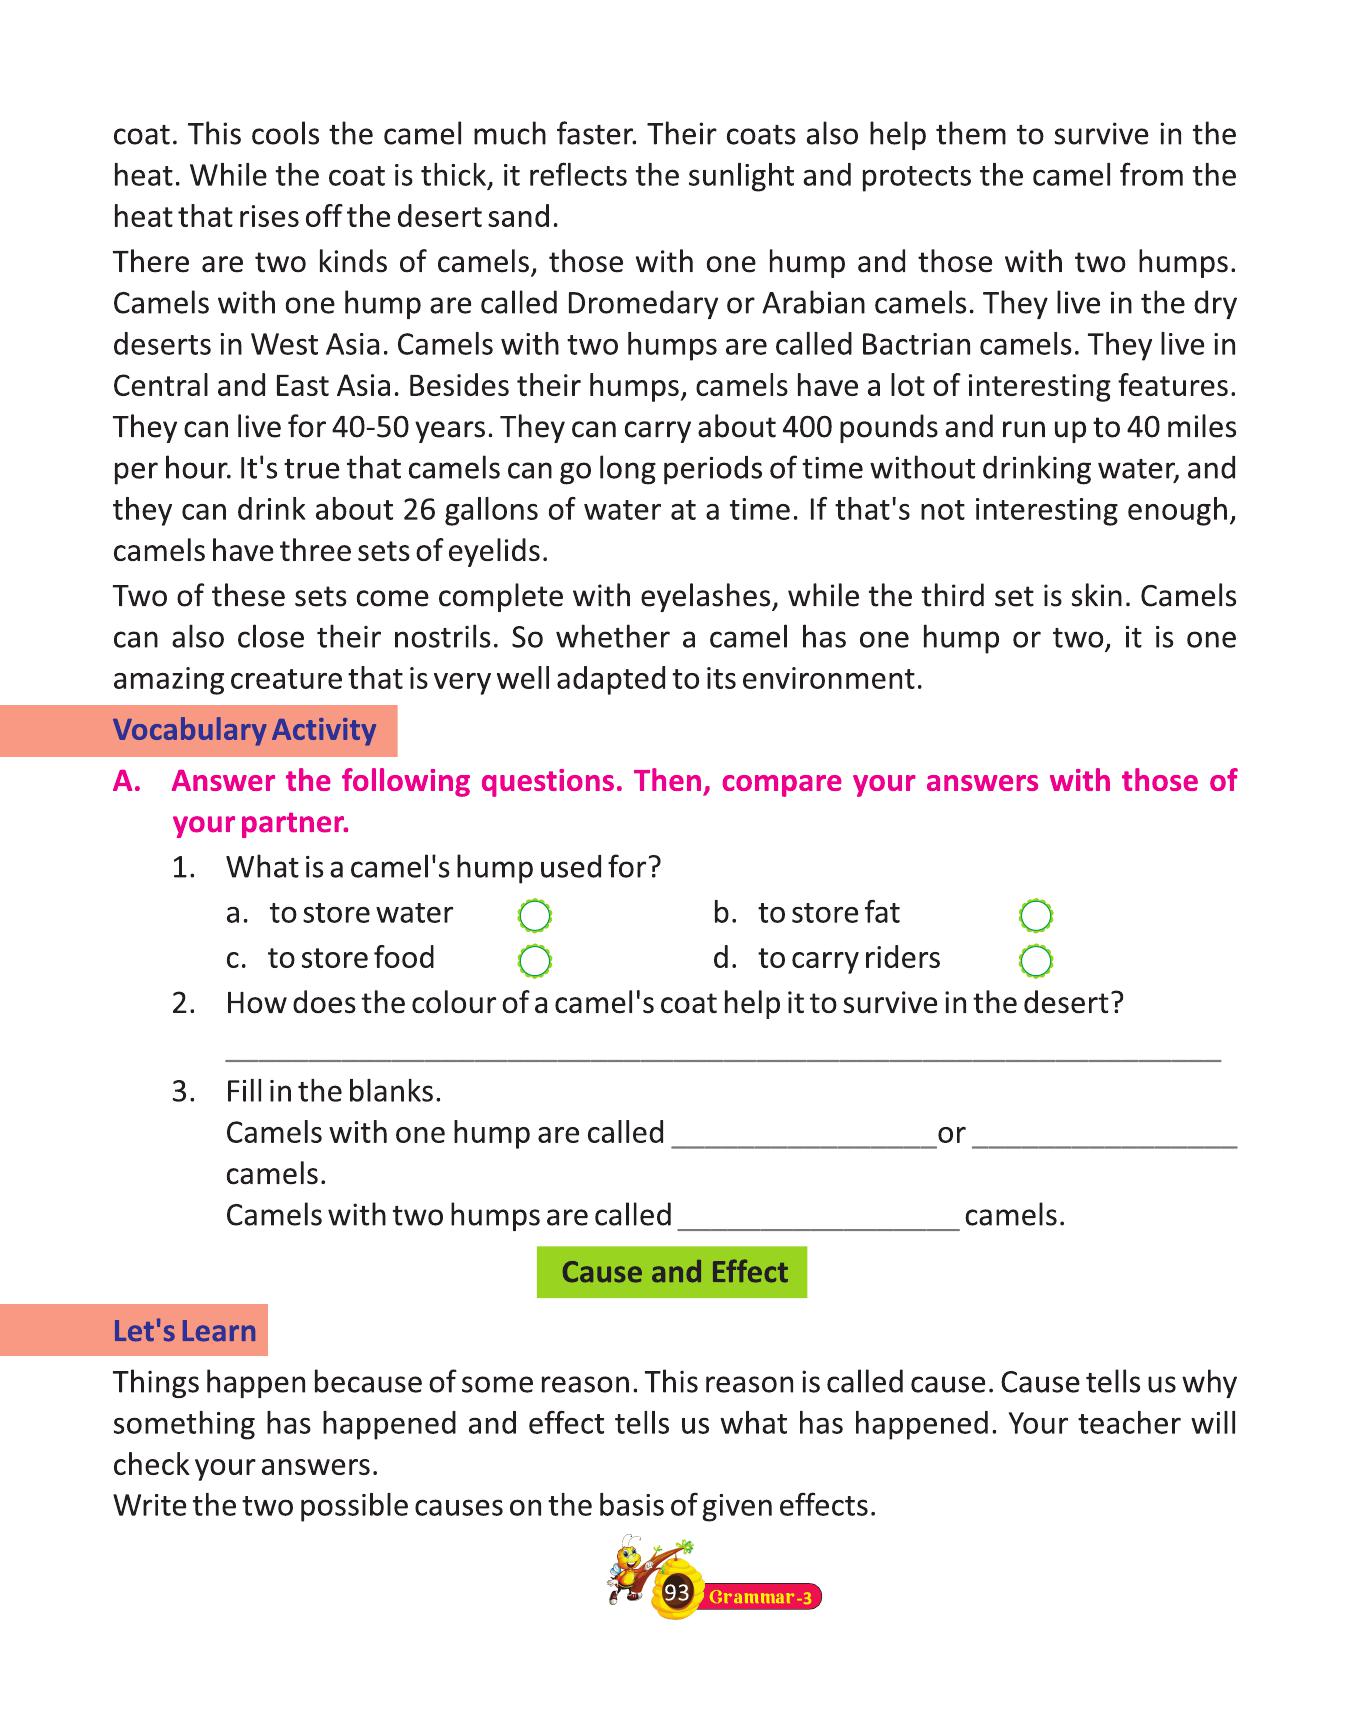 coat. This cools the camel much faster. Their coats also help them to survive in the
heat. While the coat is thick, it reflects the sunlight and protects the camel from the
heat that rises off the desert sand.
There are two kinds of camels, those with one hump and those with two humps.
Camels with one hump are called Dromedary or Arabian camels. They live in the dry
deserts in West Asia. Camels with two humps are called Bactrian camels. They live in
Central and East Asia. Besides their humps, camels have a lot of interesting features.
They can live for 40-50 years. They can carry about 400 pounds and run up to 40 miles
per hour. It's true that camels can go long periods of time without drinking water, and
they can drink about 26 gallons of water at a time. If that's not interesting enough,
camels have three sets of eyelids.
Two of these sets come complete with eyelashes, while the third set is skin. Camels
can also close their nostrils. So whether a camel has one hump or two, it is one
amazing creature that is very well adapted to its environment.
Vocabulary Activity
A. Answer the following questions. Then, compare your answers with those of
your partner.
1. What is a camel's hump used for?
a. to store water b. to store fat
c. to store food d. to carry riders
2. How does the colour of a camel's coat help it to survive in the desert?
3. Fill in the blanks.
Camels with one hump are called _________________or _________________
camels.
Camels with two humps are called __________________ camels.
Cause and Effect
Let's Learn
Things happen because of some reason. This reason is called cause. Cause tells us why
something has happened and effect tells us what has happened. Your teacher will
check your answers.
Write the two possible causes on the basis of given effects.
93 Grammar-3